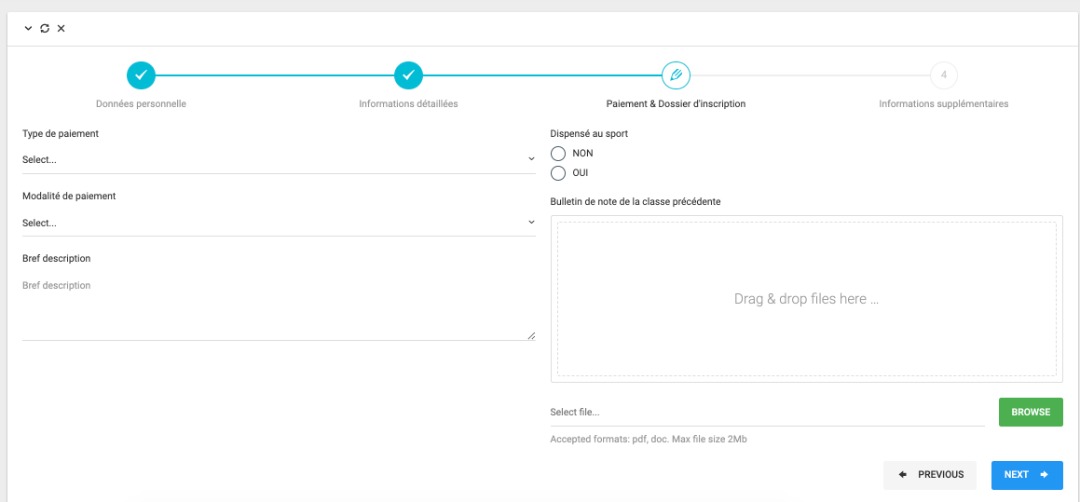 4
Données personnelle
Informations détaillées
Paiement & Dossier d'inscription
Informations supplémentaires
Type de paiement
Select...
Modalité de paiement
Select...
Bref description
Bref description
Dispensé au sport
NON
OUI
Bulletin de note de la classe précédente
Drag & drop files here ...
Select file...
BROWSE
Accepted formats: pdf, doc. Max file size 2Mb
PREVIOUS
NEXT